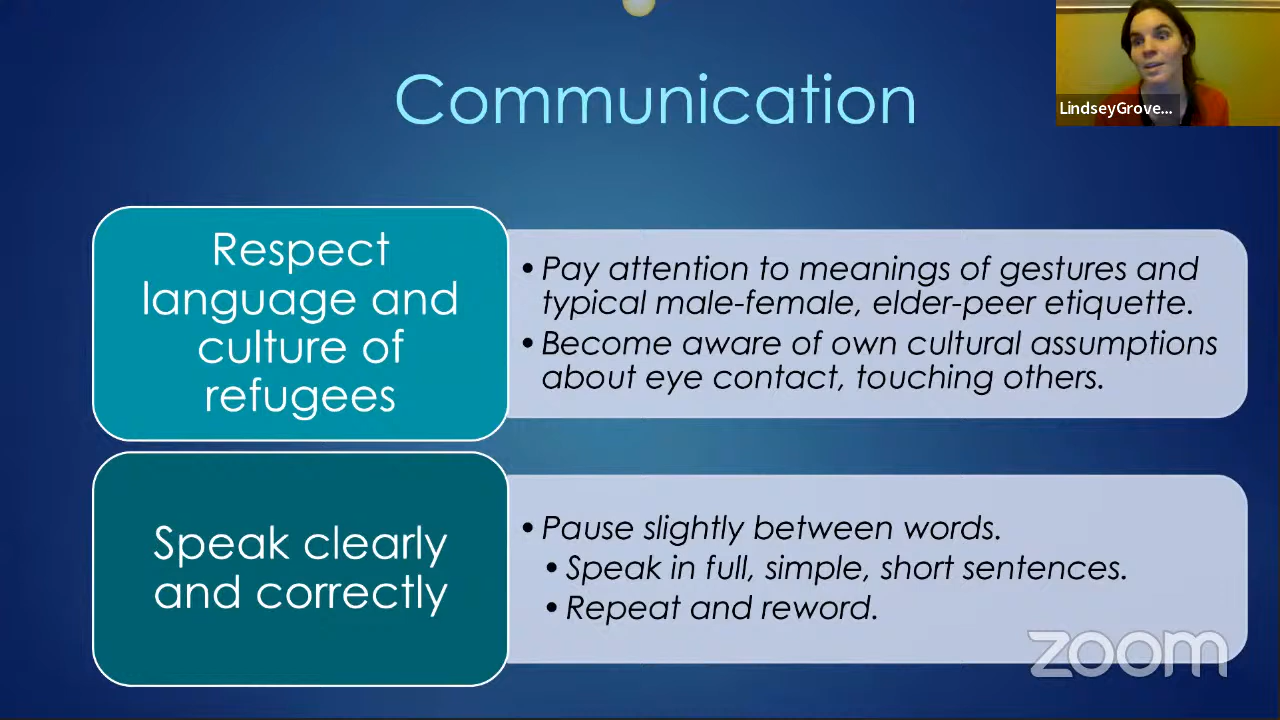 Communication
LindseyGrove...
Respect
language and
culture of
refugees
• Pay attention to meanings of gestures and
typical male-female, elder-peer etiquette.
• Become aware of own cultural assumptions
about eye contact, touching others.
Speak clearly
and correctly
• Pause slightly between words.
• Speak in full, simple, short sentences.
• Repeat and reword.
zoom